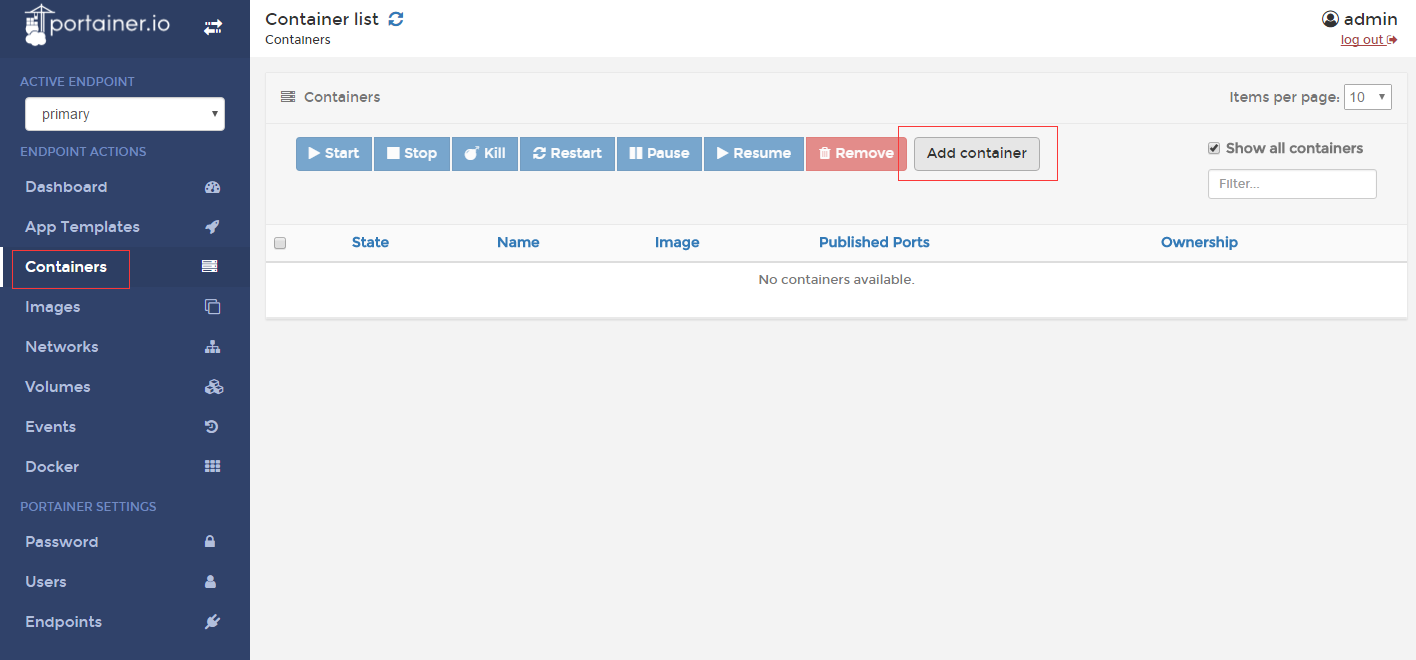 portainer.io
ACTIVE ENDPOINT
primary
ENDPOINT ACTIONS
Dashboard
App Templates
Containers
Images
Networks
Volumes
Events
Docker
PORTAINER SETTINGS
Password
Users
Endpoints
Container list
Containers
admin
log out
Containers
Items per page: 10
Start Stop Kill Restart Pause Resume Remove Add container
Show all containers
Filter...
State Name Image Published Ports Ownership
No containers available.